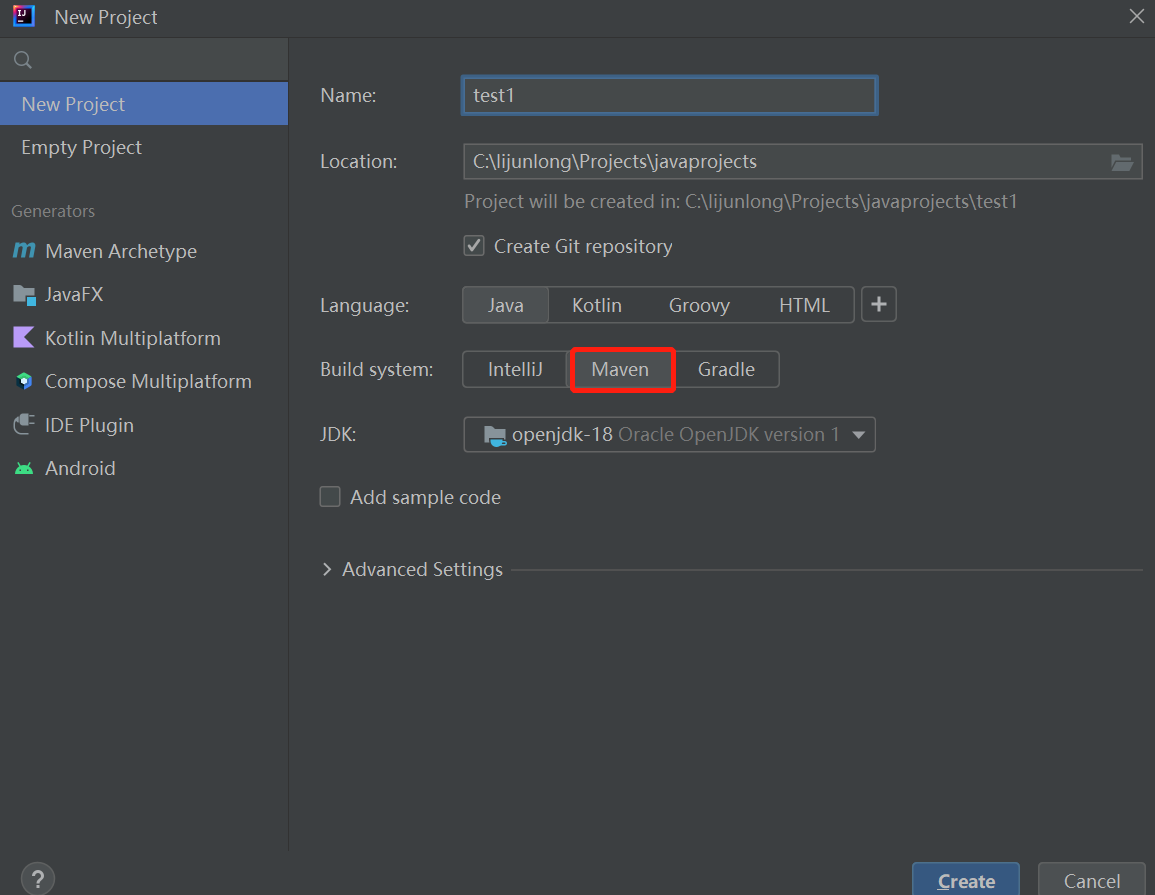 New Project
New Project
Empty Project
Generators
Maven Archetype
JavaFX
Kotlin Multiplatform
Compose Multiplatform
IDE Plugin
Android
Name: test1
Location: C:\lijunlong\Projects\javaprojects
Project will be created in: C:\lijunlong\Projects\javaprojects\test1
Create Git repository
Language: Java Kotlin Groovy HTML +
Build system: IntelliJ Maven Gradle
JDK: openjdk-18 Oracle OpenJDK version 1
Add sample code
Advanced Settings
? Create Cancel